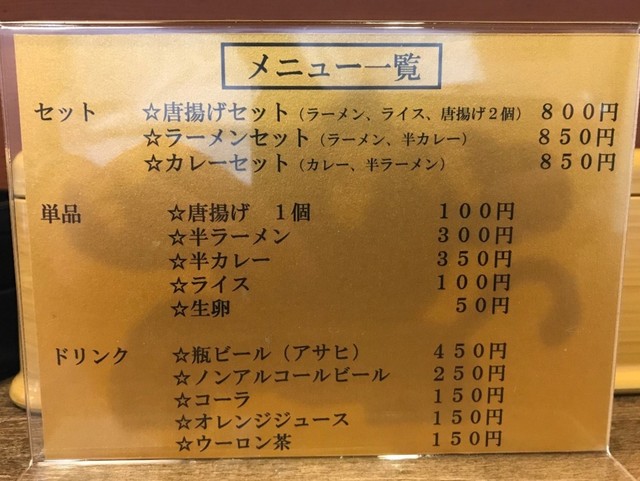 メニュー一覧
セット ☆唐揚げセット（ラーメン、ライス、唐揚げ２個） ８００円
☆ラーメンセット（ラーメン、半カレー） ８５０円
☆カレーセット（カレー、半ラーメン） ８５０円
単品 ☆唐揚げ １個 １００円
☆半ラーメン ３００円
☆半カレー ３５０円
☆ライス １００円
☆生卵 ５０円
ドリンク ☆瓶ビール（アサヒ） ４５０円
☆ノンアルコールビール ２５０円
☆コーラ １５０円
☆オレンジジュース １５０円
☆ウーロン茶 １５０円